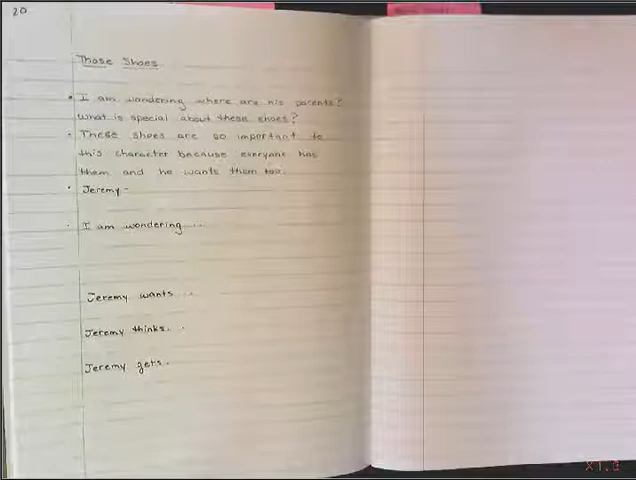 20
Those Shoes
• I am wondering where are his parents?
What is special about these shoes?
• These shoes are so important to
this character because everyone has
them and he wants them too.
• Jeremy-
• I am wondering...
Jeremy wants...
Jeremy thinks...
Jeremy gets.